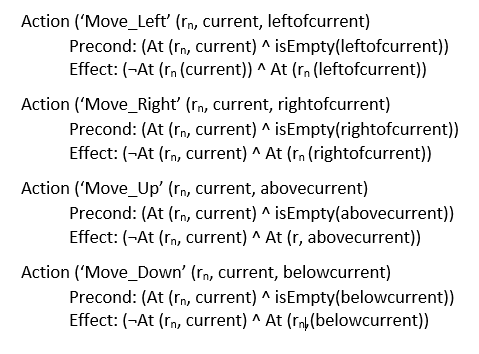 Action (‘Move_Left’ (rn, current, leftofcurrent)
Precond: (At (rn, current) ^ isEmpty(leftofcurrent))
Effect: (¬At (rn (current)) ^ At (rn (leftofcurrent))
Action (‘Move_Right’ (rn, current, rightofcurrent)
Precond: (At (rn, current) ^ isEmpty(rightofcurrent))
Effect: (¬At (rn, current) ^ At (rn (rightofcurrent))
Action (‘Move_Up’ (rn, current, abovecurrent)
Precond: (At (rn, current) ^ isEmpty(abovecurrent))
Effect: (¬At (rn, current) ^ At (r, abovecurrent))
Action (‘Move_Down’ (rn, current, belowcurrent)
Precond: (At (rn, current) ^ isEmpty(belowcurrent))
Effect: (¬At (rn, current) ^ At (rn,(belowcurrent))